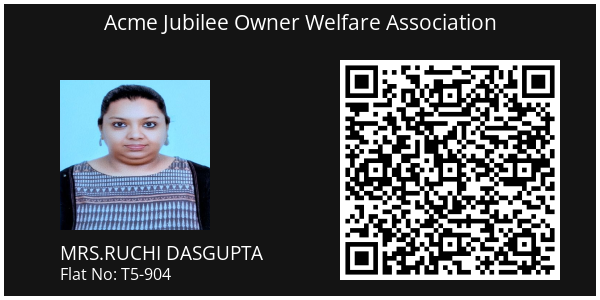 Acme Jubilee Owner Welfare Association
MRS.RUCHI DASGUPTA
Flat No: T5-904